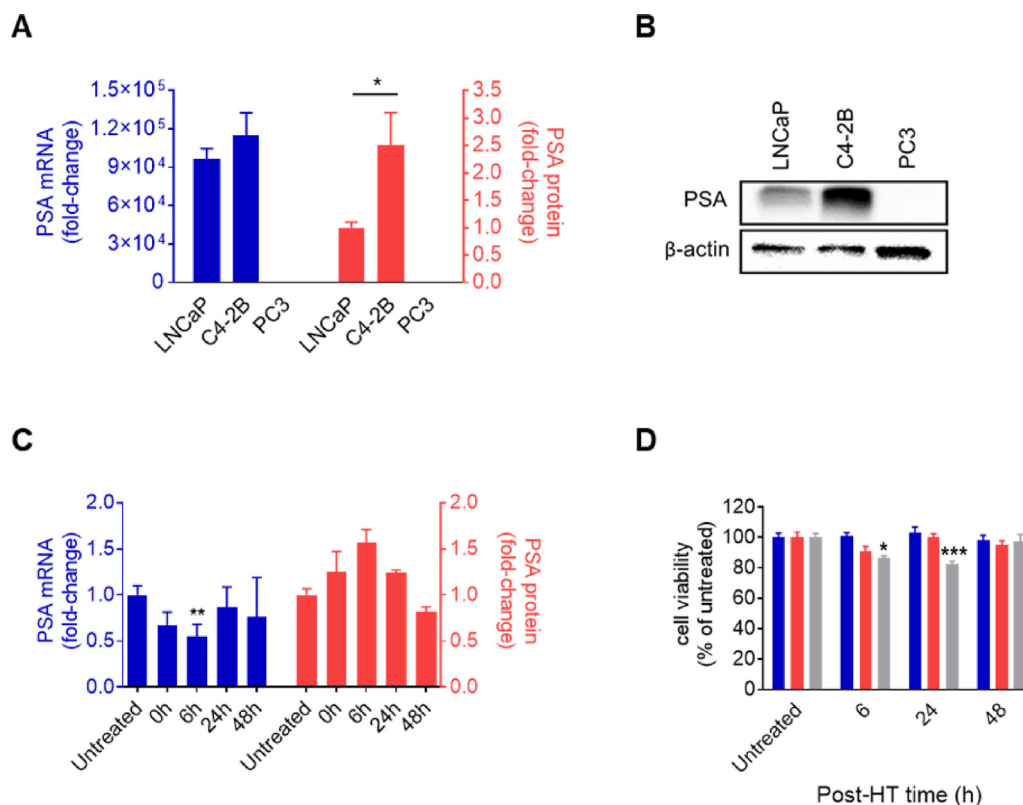 A
PSA mRNA
(fold-change)
1.5×10⁵
1.2×10⁵
9×10⁴
6×10⁴
3×10⁴
0
*
3.5
3.0
2.5
2.0
1.5
1.0
0.5
0.0
PSA protein
(fold-change)
LNCaP
C4-2B
PC3
LNCaP
C4-2B
PC3
B
LNCaP
C4-2B
PC3
PSA
β-actin
C
PSA mRNA
(fold-change)
2.0
1.5
1.0
0.5
0.0
**
2.0
1.5
1.0
0.5
0.0
PSA protein
(fold-change)
Untreated
0h
6h
24h
48h
Untreated
0h
6h
24h
48h
D
cell viability
(% of untreated)
120
100
80
60
40
20
0
*
***
Untreated
6
24
48
Post-HT time (h)